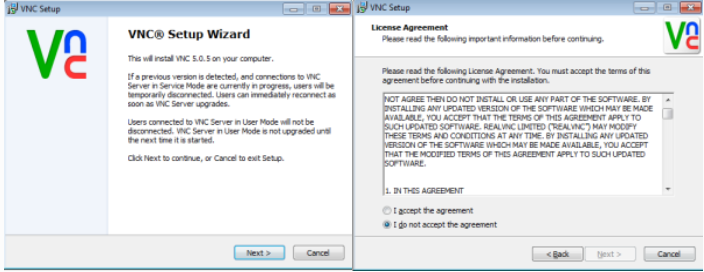 VNC Setup
VNC
VNC® Setup Wizard
This will install VNC 5.0.5 on your computer.
If a previous version is detected, and connections to VNC
Server in Service Mode are currently in progress, users will be
temporarily disconnected. Users can immediately reconnect as
soon as VNC Server upgrades.
Users connected to VNC Server in User Mode will not be
disconnected. VNC Server in User Mode is not upgraded until
the next time it is started.
Click Next to continue, or Cancel to exit Setup.
Next >
Cancel
VNC Setup
License Agreement
Please read the following important information before continuing.
VNC
Please read the following License Agreement. You must accept the terms of this
agreement before continuing with the installation.
NOT AGREE THEN DO NOT INSTALL OR USE ANY PART OF THE SOFTWARE. BY
INSTALLING ANY UPDATED VERSION OF THE SOFTWARE WHICH MAY BE MADE
AVAILABLE, YOU ACCEPT THAT THE TERMS OF THIS AGREEMENT APPLY TO
SUCH UPDATED SOFTWARE. REALVNC LIMITED ("REALVNC") MAY MODIFY
THESE TERMS AND CONDITIONS AT ANY TIME. BY INSTALLING ANY UPDATED
VERSION OF THE SOFTWARE WHICH MAY BE MADE AVAILABLE, YOU ACCEPT
THAT THE MODIFIED TERMS OF THIS AGREEMENT APPLY TO SUCH UPDATED
SOFTWARE.
1. IN THIS AGREEMENT
I accept the agreement
I do not accept the agreement
< Back
Next >
Cancel